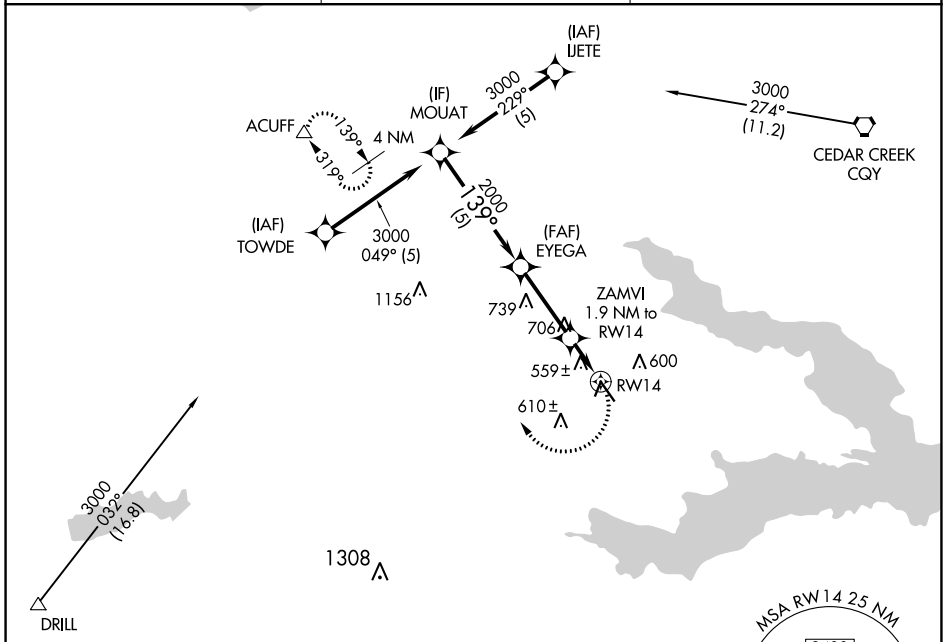 (IAF)
IJETE
3000
229°
(5)
(IF)
MOUAT
3000
274°
(11.2)
CEDAR CREEK
CQY
ACUFF
139°
319°
4 NM
2000
139°
(5)
(IAF)
TOWDE
3000
049° (5)
(FAF)
EYEGA
1156
739
ZAMVI
1.9 NM to
RW14
706
559±
600
RW14
610±
3000
032°
(16.8)
1308
DRILL
MSA RW14 25 NM